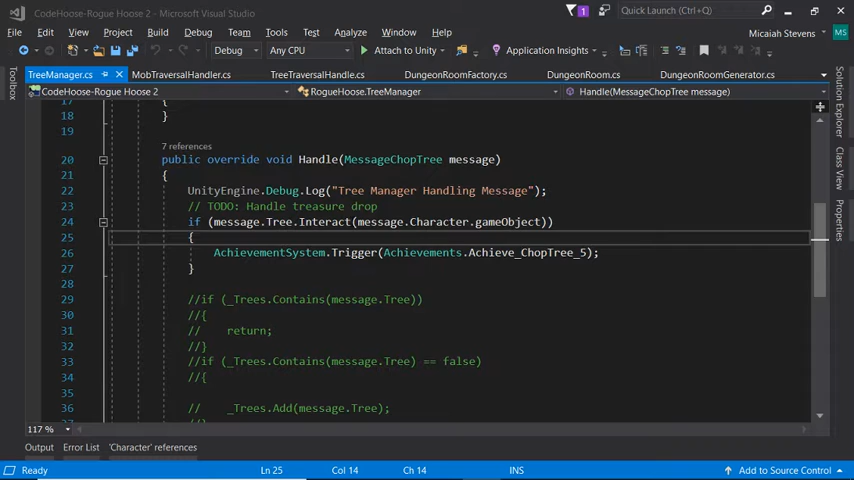 CodeHoose-Rogue Hoose 2 - Microsoft Visual Studio
1
Quick Launch (Ctrl+Q)
File Edit View Project Build Debug Team Tools Test Analyze Window Help
Micaiah Stevens MS
Debug Any CPU Attach to Unity Application Insights
TreeManager.cs MobTraversalHandler.cs TreeTraversalHandle.cs DungeonRoomFactory.cs DungeonRoom.cs DungeonRoomGenerator.cs
CodeHoose-Rogue Hoose 2 RogueHoose.TreeManager Handle(MessageChopTree message)
Toolbox
Solution Explorer
Class View
Properties
17 {
18 }
19
7 references
20 public override void Handle(MessageChopTree message)
21 {
22 UnityEngine.Debug.Log("Tree Manager Handling Message");
23 // TODO: Handle treasure drop
24 if (message.Tree.Interact(message.Character.gameObject))
25 {
26 AchievementSystem.Trigger(Achievements.Achieve_ChopTree_5);
27 }
28
29 //if (_Trees.Contains(message.Tree))
30 //{
31 // return;
32 //}
33 //if (_Trees.Contains(message.Tree) == false)
34 //{
35
36 // _Trees.Add(message.Tree);
117 %
Output Error List 'Character' references
Ready Ln 25 Col 14 Ch 14 INS Add to Source Control